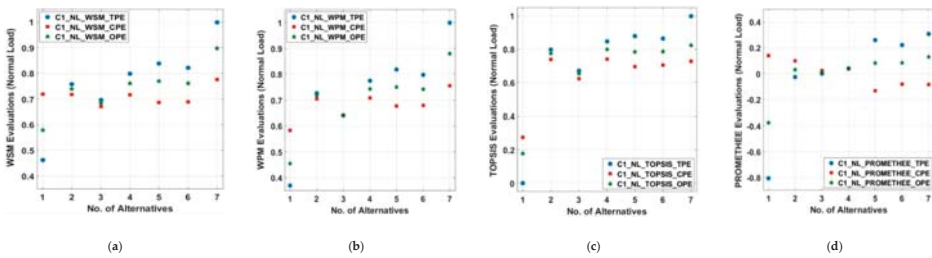 C1_NL_WSM_TPE
C1_NL_WSM_CPE
C1_NL_WSM_OPE
WSM Evaluations (Normal Load)
1
0.9
0.8
0.7
0.6
0.5
0.4
1 2 3 4 5 6 7
No. of Alternatives
(a)
C1_NL_WPM_TPE
C1_NL_WPM_CPE
C1_NL_WPM_OPE
WPM Evaluations (Normal Load)
1
0.9
0.8
0.7
0.6
0.5
0.4
1 2 3 4 5 6 7
No. of Alternatives
(b)
TOPSIS Evaluations (Normal Load)
1
0.8
0.6
0.4
0.2
0
C1_NL_TOPSIS_TPE
C1_NL_TOPSIS_CPE
C1_NL_TOPSIS_OPE
1 2 3 4 5 6 7
No. of Alternatives
(c)
PROMETHEE Evaluations (Normal Load)
0.4
0.2
0
-0.2
-0.4
-0.6
-0.8
C1_NL_PROMETHEE_TPE
C1_NL_PROMETHEE_CPE
C1_NL_PROMETHEE_OPE
1 2 3 4 5 6 7
No. of Alternatives
(d)